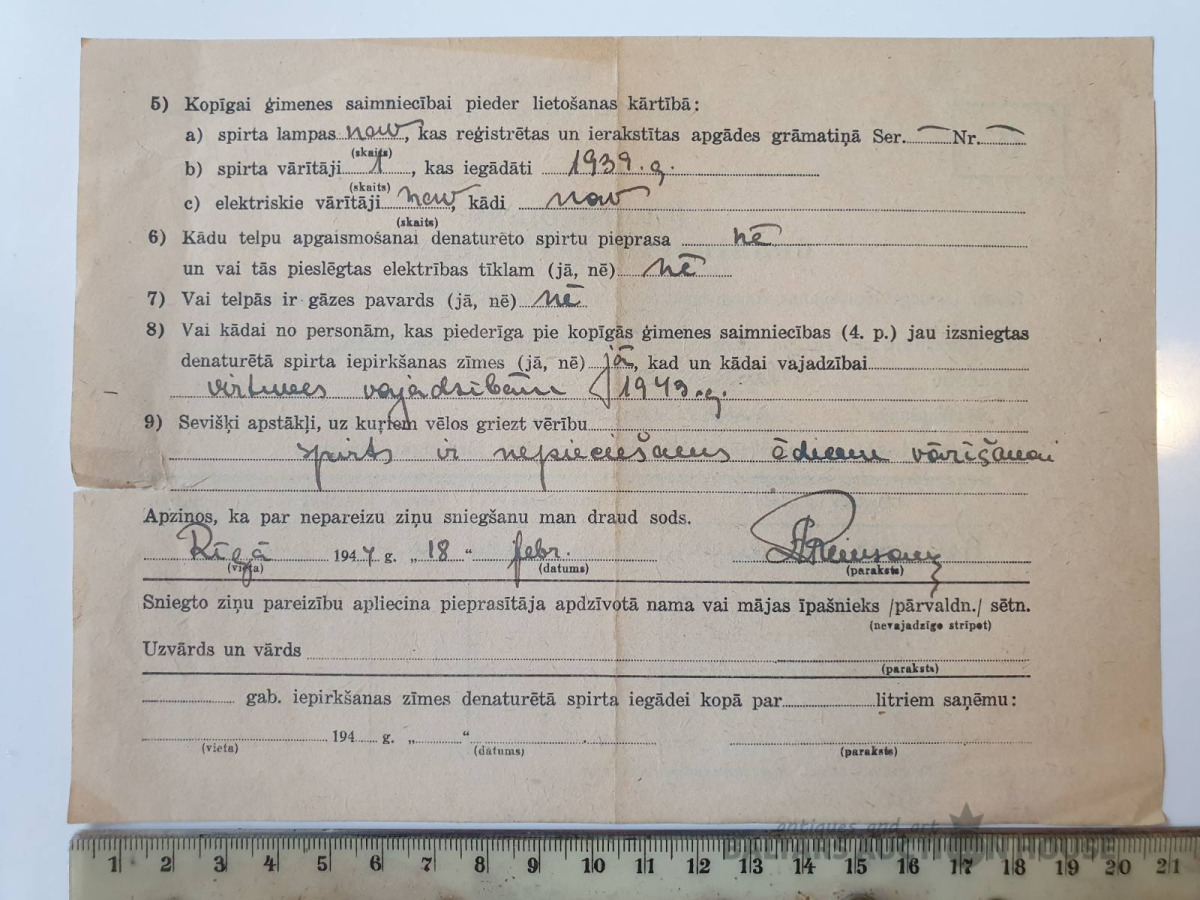 5) Kopīgai ģimenes saimniecībai pieder lietošanas kārtībā:
a) spirta lampas nav, kas reģistrētas un ierakstītas apgādes grāmatiņā Ser. — Nr. —
(skaits)
b) spirta vārītāji 1, kas iegādāti 1939. g.
(skaits)
c) elektriskie vārītāji nav, kādi nav
(skaits)
6) Kādu telpu apgaismošanai denaturēto spirtu pieprasa nē
un vai tās pieslēgtas elektrības tīklam (jā, nē) nē
7) Vai telpās ir gāzes pavards (jā, nē) nē
8) Vai kādai no personām, kas piederīga pie kopīgās ģimenes saimniecības (4. p.) jau izsniegtas
denaturētā spirta iepirkšanas zīmes (jā, nē) jā, kad un kādai vajadzībai
virtuves vajadzībām 1943. g.
9) Sevišķi apstākļi, uz kuŗiem vēlos griezt vērību
spirts ir nepieciešams ēdienu vārīšanai
Apzinos, ka par nepareizu ziņu sniegšanu man draud sods.
Rīgā 1944 g. „18“ febr.
(vieta) (datums) (paraksts)
Sniegto ziņu pareizību apliecina pieprasītāja apdzīvotā nama vai mājas īpašnieks /pārvaldn./ sētn.
(nevajadzīgo strīpot)
Uzvārds un vārds
(paraksts)
gab. iepirkšanas zīmes denaturētā spirta iegādei kopā par litriem saņēmu:
194 g. „ “
(vieta) (datums) (paraksts)
antiques and art
BALTIJAS AUCTION HOUSE
1 2 3 4 5 6 7 8 9 10 11 12 13 14 15 16 17 18 19 20 21